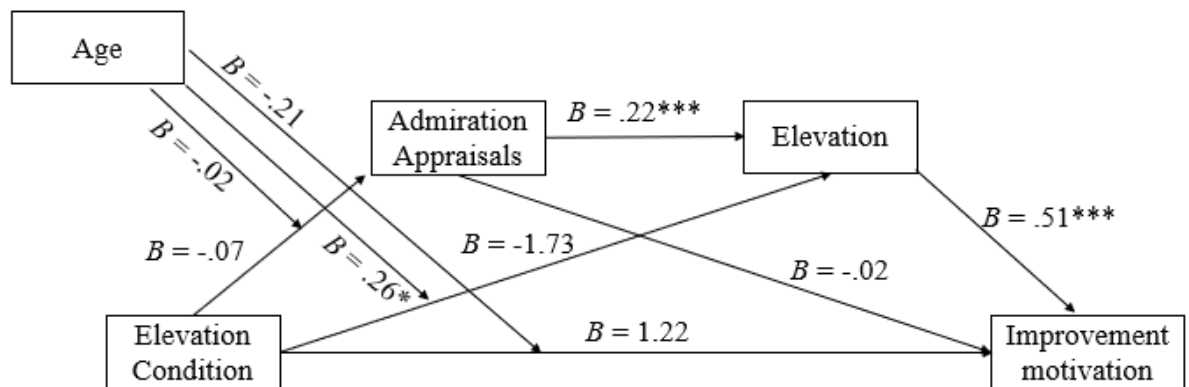 Age
B = -.21
B = -.02
Admiration
Appraisals
B = .22***
Elevation
B = -.07
B = .26*
B = -1.73
B = -.02
B = .51***
Elevation
Condition
B = 1.22
Improvement
motivation